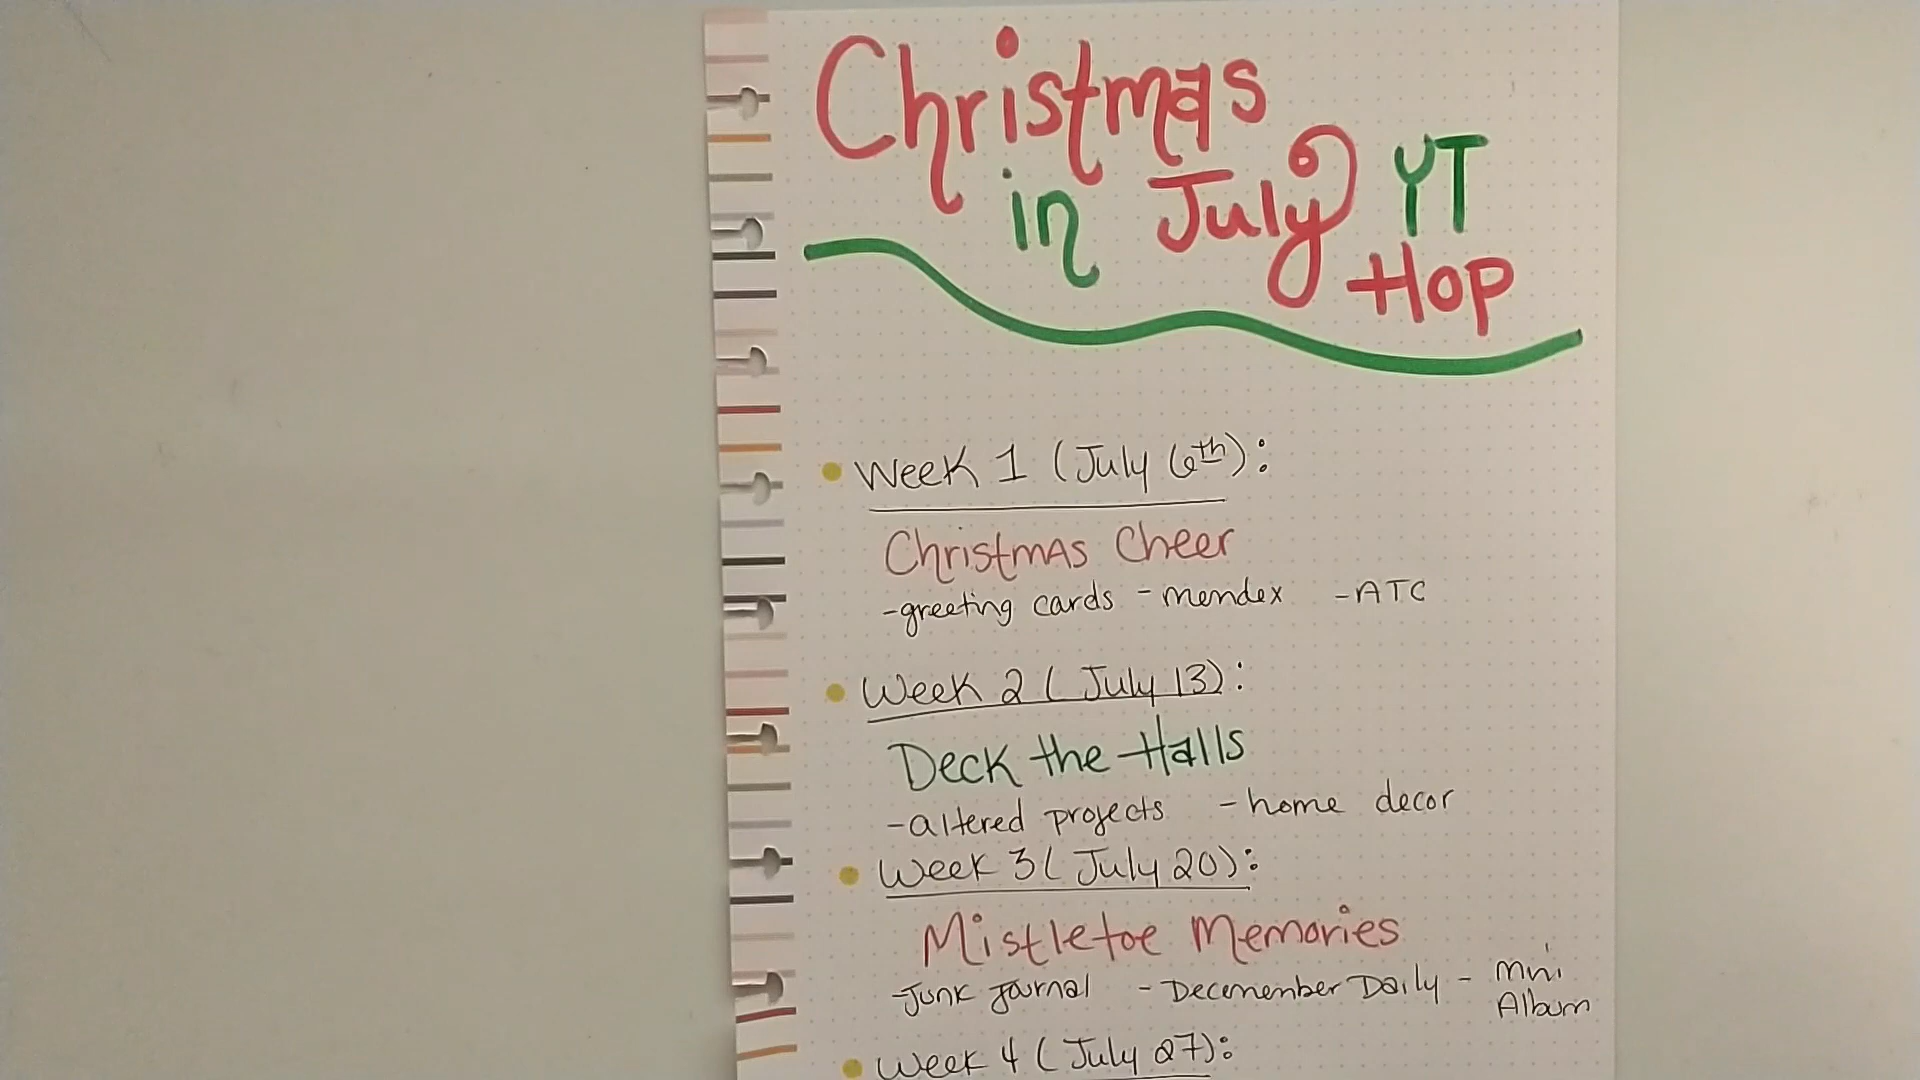 Christmas
in July YT
Hop
Week 1 (July 6th):
Christmas Cheer
-greeting cards - mendex - ATC
Week 2 (July 13):
Deck the Halls
-altered projects - home decor
Week 3 (July 20):
Mistletoe Memories
-Junk Journal - Decemember Daily - Mini
Album
Week 4 (July 27):